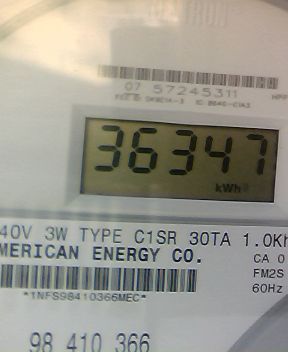 07 57245311
36347
kWh
40V 3W TYPE C1SR 30TA 1.0Kh
MERICAN ENERGY CO.
CA 0
FM2S
60Hz
*1NFS98410366MEC*
98 410 366